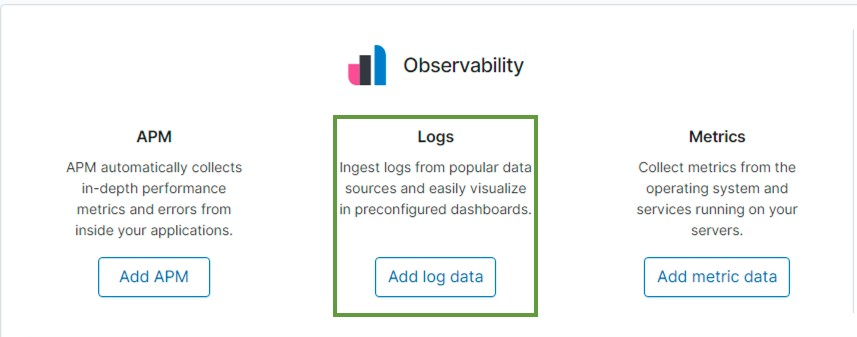 Observability
APM
APM automatically collects
in-depth performance
metrics and errors from
inside your applications.
Add APM
Logs
Ingest logs from popular data
sources and easily visualize
in preconfigured dashboards.
Add log data
Metrics
Collect metrics from the
operating system and
services running on your
servers.
Add metric data